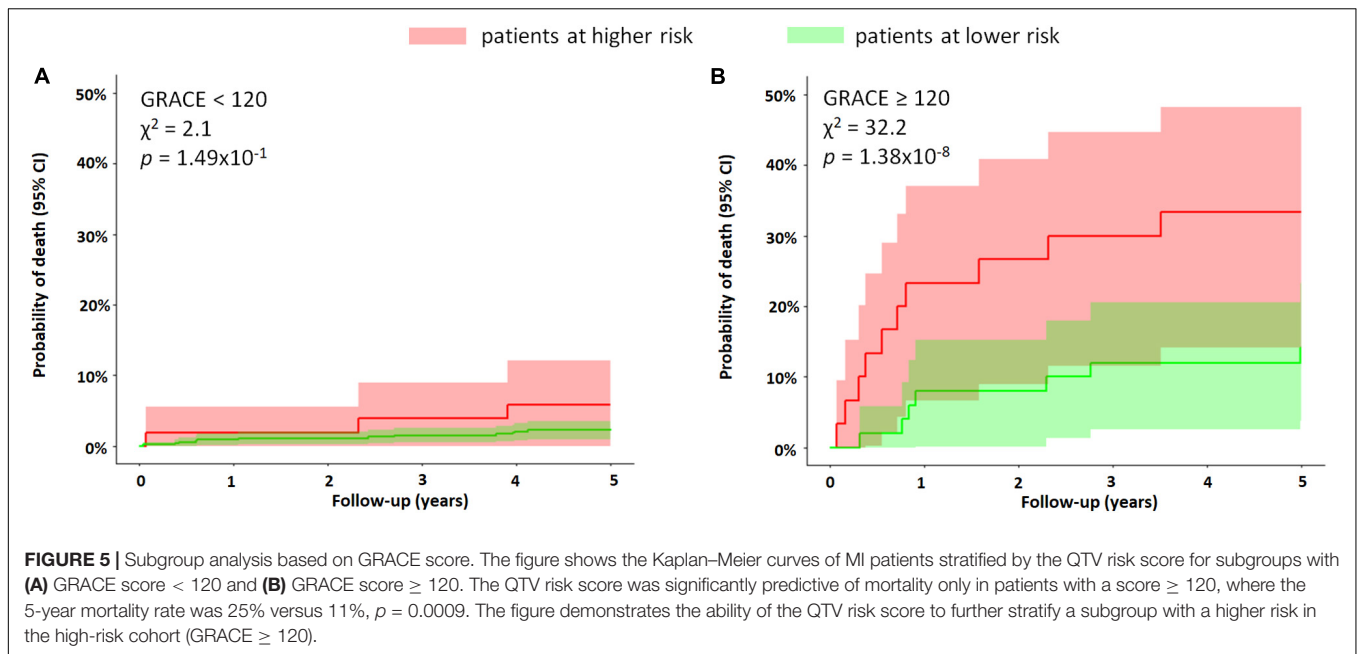 patients at higher risk
patients at lower risk
A
GRACE < 120
χ² = 2.1
p = 1.49x10⁻¹
Probability of death (95% CI)
50%
40%
30%
20%
10%
0%
0 1 2 3 4 5
Follow-up (years)
B
GRACE ≥ 120
χ² = 32.2
p = 1.38x10⁻⁸
Probability of death (95% CI)
50%
40%
30%
20%
10%
0%
0 1 2 3 4 5
Follow-up (years)
FIGURE 5 | Subgroup analysis based on GRACE score. The figure shows the Kaplan–Meier curves of MI patients stratified by the QTV risk score for subgroups with
(A) GRACE score < 120 and (B) GRACE score ≥ 120. The QTV risk score was significantly predictive of mortality only in patients with a score ≥ 120, where the
5-year mortality rate was 25% versus 11%, p = 0.0009. The figure demonstrates the ability of the QTV risk score to further stratify a subgroup with a higher risk in
the high-risk cohort (GRACE ≥ 120).